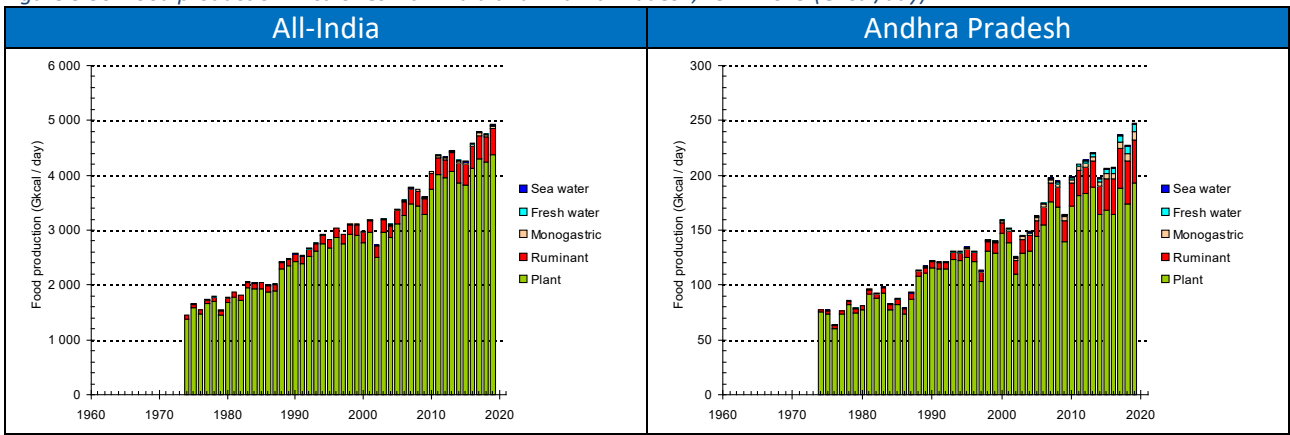 All-India
Andhra Pradesh
6 000
5 000
4 000
3 000
2 000
1 000
0
Food production (Gkcal / day)
1960 1970 1980 1990 2000 2010 2020
Sea water
Fresh water
Monogastric
Ruminant
Plant
300
250
200
150
100
50
0
Food production (Gkcal / day)
1960 1970 1980 1990 2000 2010 2020
Sea water
Fresh water
Monogastric
Ruminant
Plant